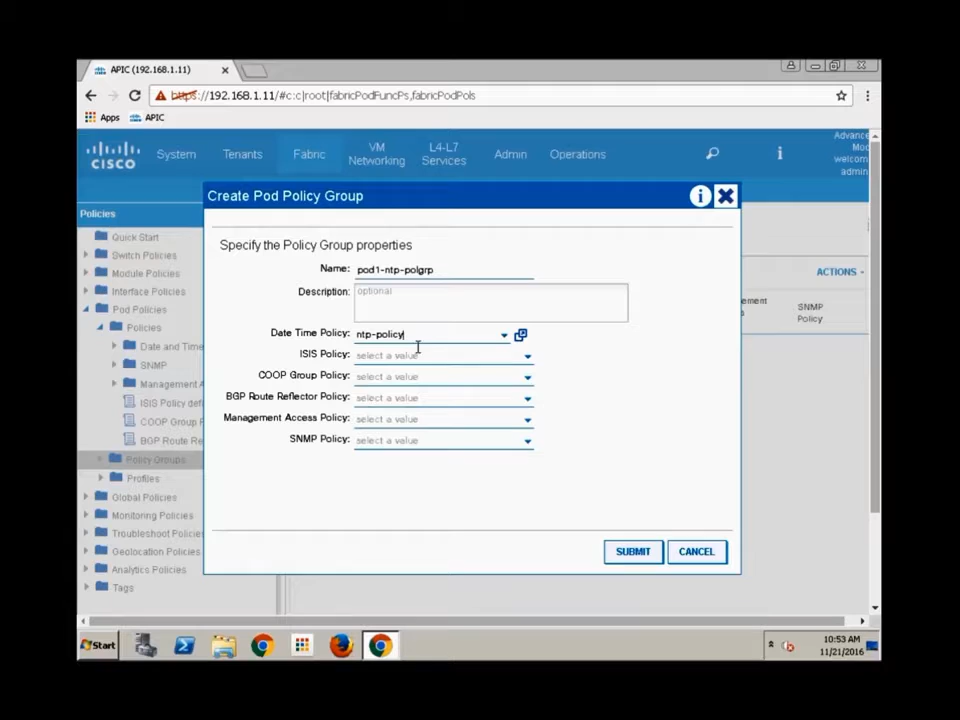 APIC (192.168.1.11)
https://192.168.1.11/#c:c|root|fabricPodFuncPs,fabricPodPols
Apps
APIC
CISCO
System
Tenants
Fabric
VM
Networking
L4-L7
Services
Admin
Operations
i
Advance
Mod
welcom
admin
Create Pod Policy Group
i
Policies
Quick Start
Switch Policies
Module Policies
Interface Policies
Pod Policies
Policies
Date and Time
SNMP
Management A
ISIS Policy def
COOP Group P
BGP Route Re
Policy Groups
Profiles
Global Policies
Monitoring Policies
Troubleshoot Policies
Geolocation Policies
Analytics Policies
Tags
Specify the Policy Group properties
Name: pod1-ntp-polgrp
Description: optional
Date Time Policy: ntp-policy
ISIS Policy: select a value
COOP Group Policy: select a value
BGP Route Reflector Policy: select a value
Management Access Policy: select a value
SNMP Policy: select a value
SUBMIT
CANCEL
ACTIONS
ement
s
SNMP
Policy
Start
10:53 AM
11/21/2016